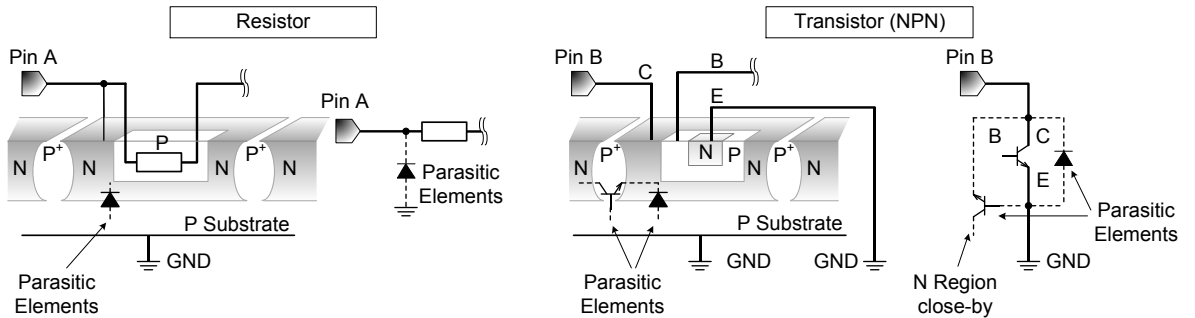 Resistor
Transistor (NPN)
Pin A
Pin A
N
P+
N
P
N
P+
N
Parasitic
Elements
P Substrate
GND
Parasitic
Elements
Pin B
C
B
E
N
P+
N
N
P
P+
N
P Substrate
GND
GND
Parasitic
Elements
Pin B
B
C
E
Parasitic
Elements
GND
N Region
close-by